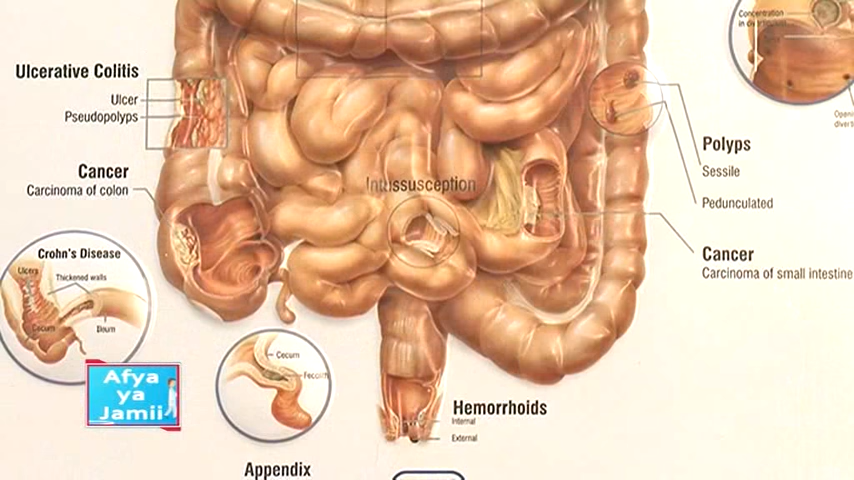 Concentration
Ulcerative Colitis
Ulcer
Pseudopolyps
Cancer
Carcinoma of colon
Intussusception
Polyps
Sessile
Pedunculated
Cancer
Carcinoma of small intestine
Crohn's Disease
Ulcers
Thickened walls
Cecum
Ileum
Cecum
Afya
ya
Jamii
Hemorrhoids
Internal
External
Appendix